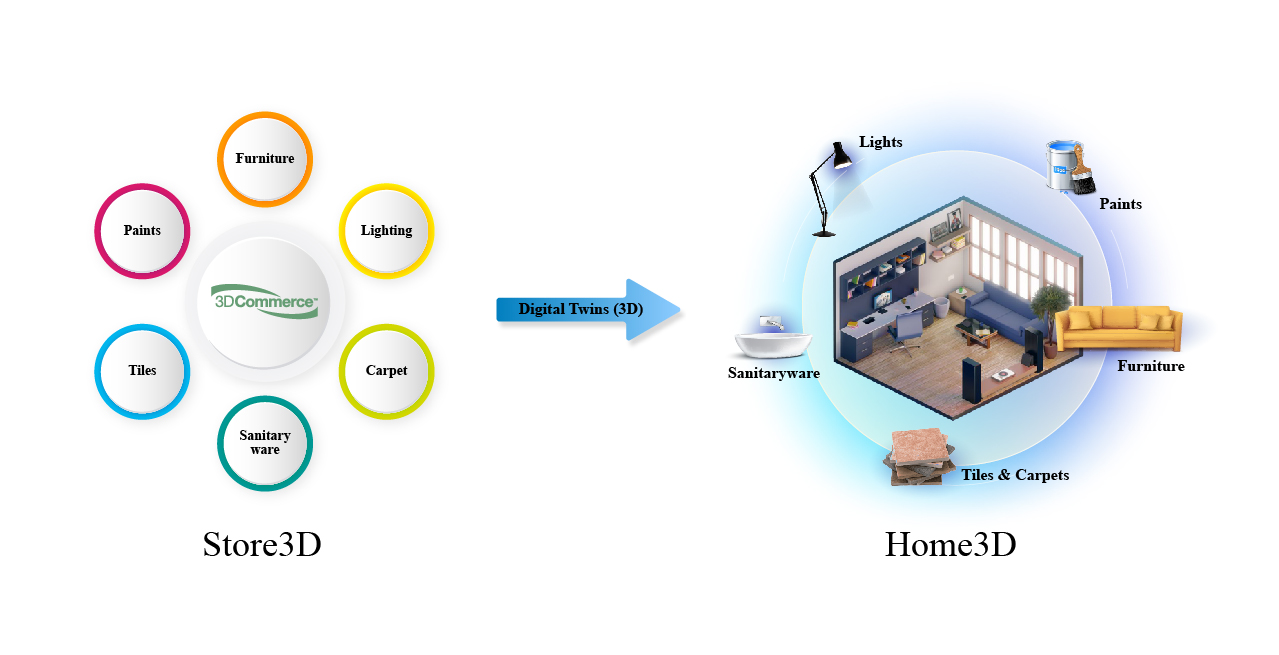 Furniture
Paints
Lighting
3DCommerce™
Tiles
Carpet
Sanitary
ware
Store3D
Digital Twins (3D)
Lights
Paints
Sanitaryware
Furniture
Tiles & Carpets
Home3D